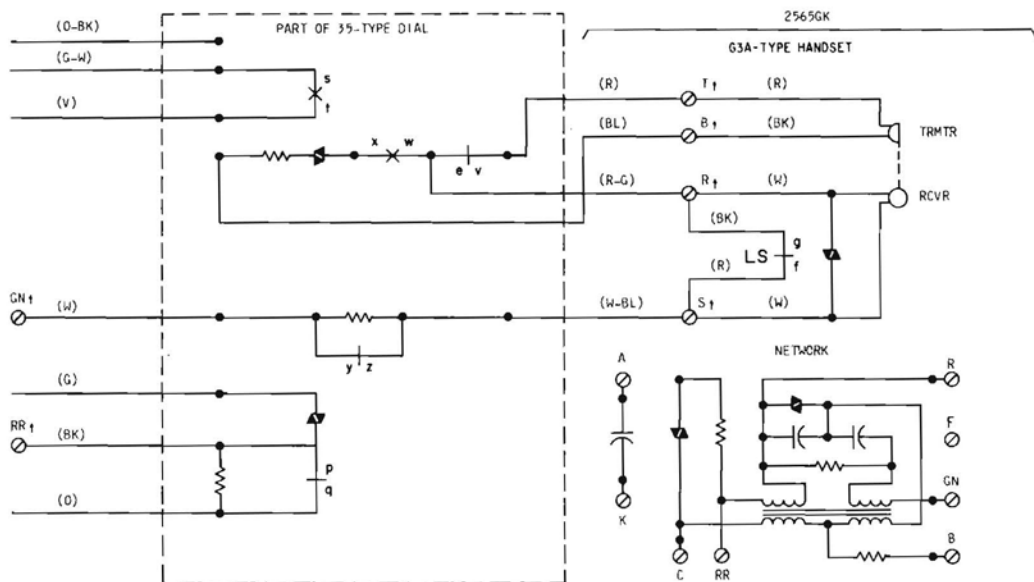 2565GK
PART OF 35-TYPE DIAL
G3A-TYPE HANDSET
(O-BK)
(G-W)
s
t
(V)
(R)
T†
(R)
(BL)
B†
(BK)
TRMTR
x
w
e
v
(R-G)
R†
(W)
RCVR
(BK)
LS
g
f
(R)
GN†
(W)
(W-BL)
S†
(W)
y
z
NETWORK
(G)
A
R
RR†
(BK)
F
p
q
(O)
GN
K
B
C
RR